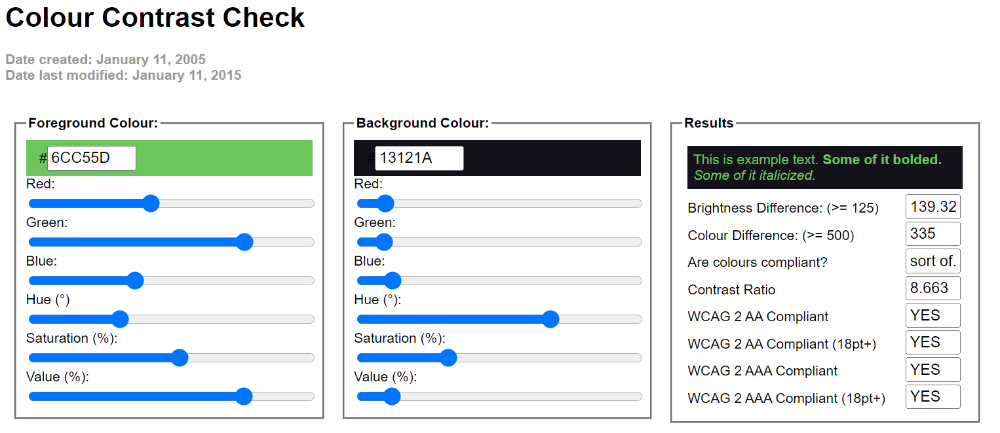 Colour Contrast Check
Date created: January 11, 2005
Date last modified: January 11, 2015
Foreground Colour:
#6CC55D
Red:
Green:
Blue:
Hue (°)
Saturation (%):
Value (%):
Background Colour:
#13121A
Red:
Green:
Blue:
Hue (°):
Saturation (%):
Value (%):
Results
This is example text. Some of it bolded.
Some of it italicized.
Brightness Difference: (>= 125) 139.32
Colour Difference: (>= 500) 335
Are colours compliant? sort of.
Contrast Ratio 8.663
WCAG 2 AA Compliant YES
WCAG 2 AA Compliant (18pt+) YES
WCAG 2 AAA Compliant YES
WCAG 2 AAA Compliant (18pt+) YES